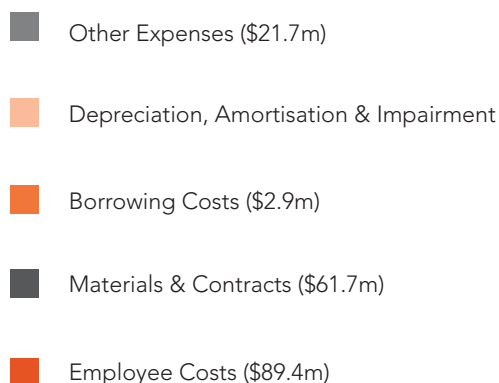 Other Expenses ($21.7m)
Depreciation, Amortisation & Impairment
Borrowing Costs ($2.9m)
Materials & Contracts ($61.7m)
Employee Costs ($89.4m)